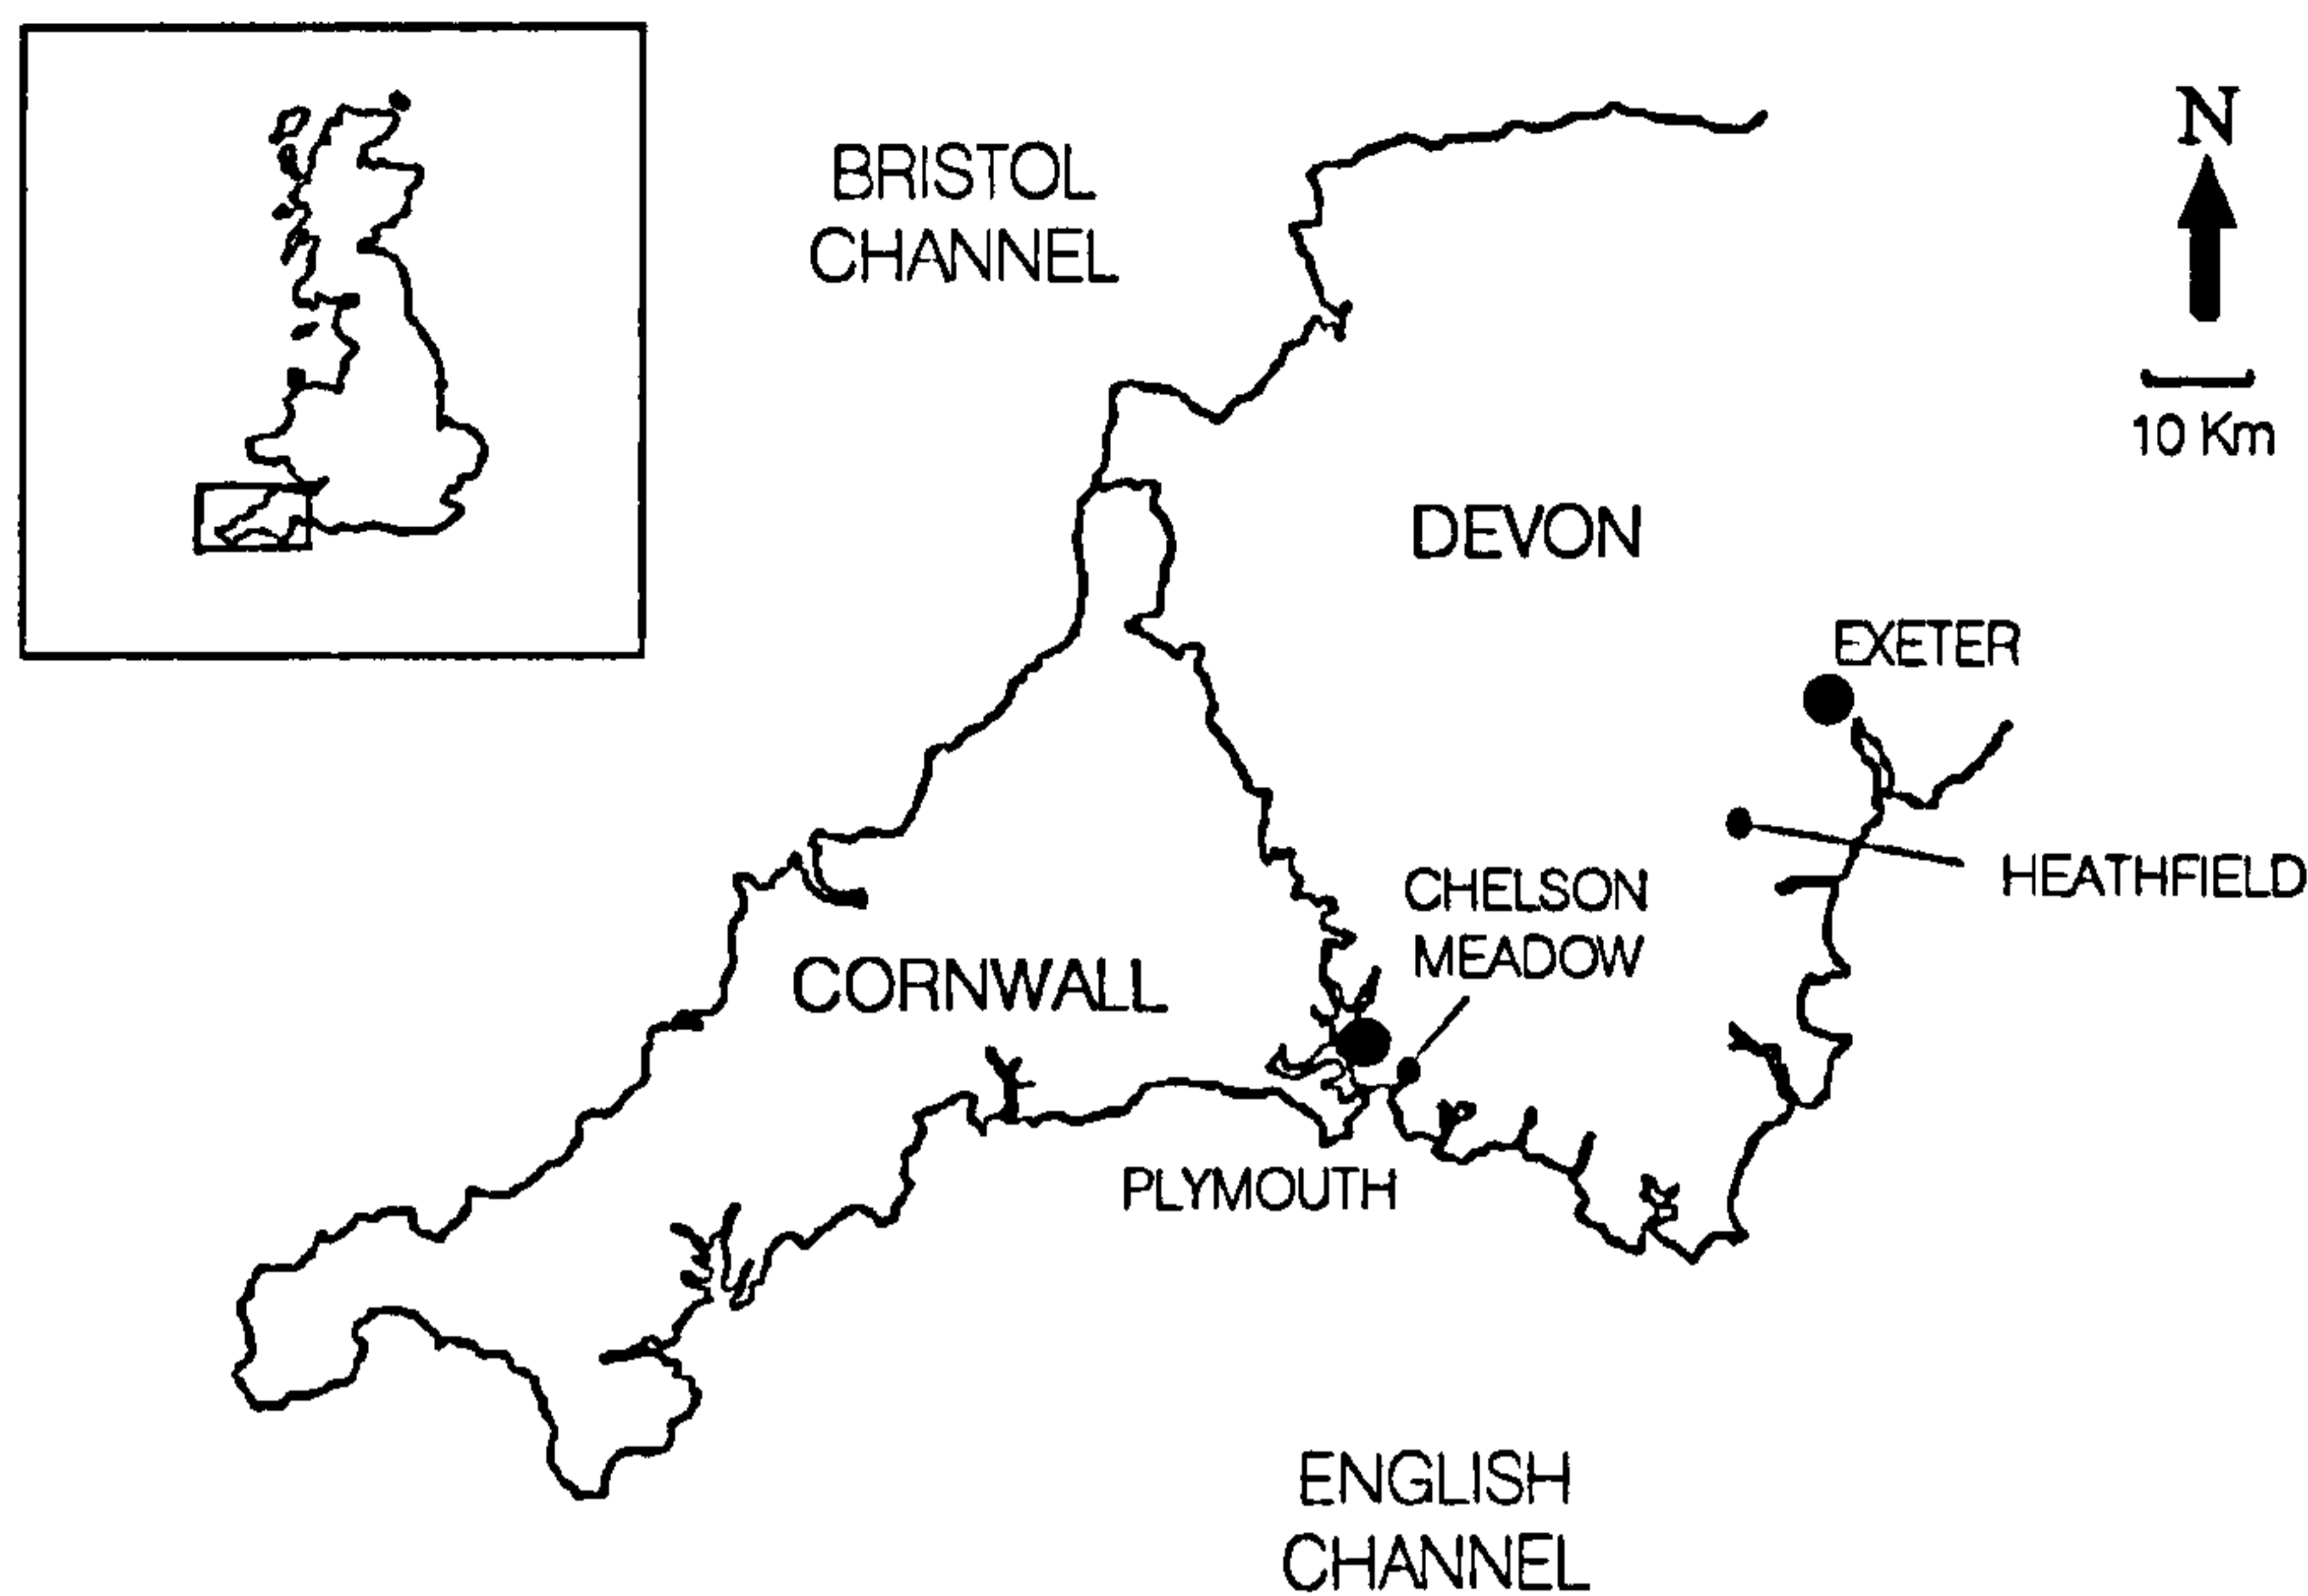 BRISTOL
CHANNEL
N
10 Km
DEVON
EXETER
HEATHFIELD
CHELSON
MEADOW
CORNWALL
PLYMOUTH
ENGLISH
CHANNEL